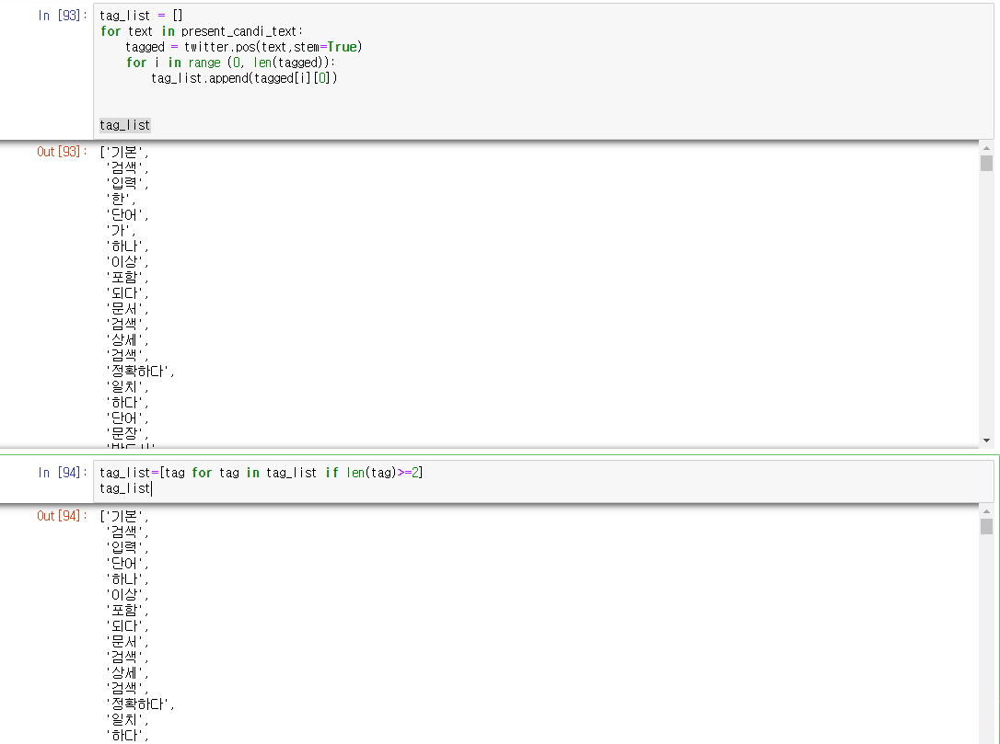 In [93]: tag_list = []
for text in present_candi_text:
    tagged = twitter.pos(text,stem=True)
    for i in range (0, len(tagged)):
        tag_list.append(tagged[i][0])
tag_list
Out[93]: ['기본',
'검색',
'입력',
'한',
'단어',
'가',
'하나',
'이상',
'포함',
'되다',
'문서',
'검색',
'상세',
'검색',
'정확하다',
'일치',
'하다',
'단어',
'문장',
In [94]: tag_list=[tag for tag in tag_list if len(tag)>=2]
tag_list
Out[94]: ['기본',
'검색',
'입력',
'단어',
'하나',
'이상',
'포함',
'되다',
'문서',
'검색',
'상세',
'검색',
'정확하다',
'일치',
'하다',